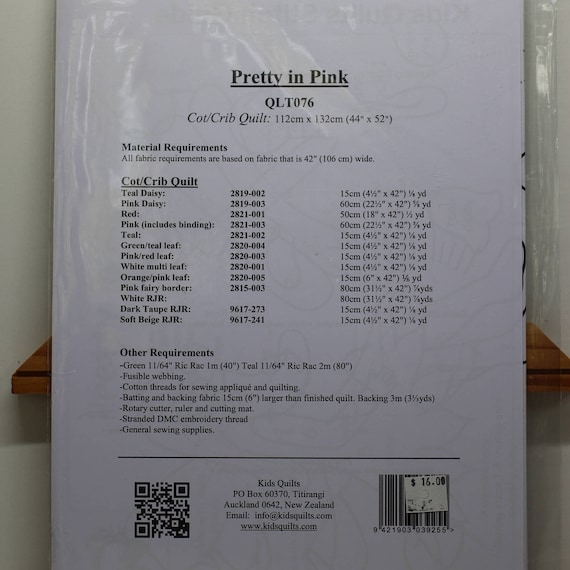 Pretty in Pink
QLT076
Cot/Crib Quilt: 112cm x 132cm (44" x 52")
Material Requirements
All fabric requirements are based on fabric that is 42" (106 cm) wide.
Cot/Crib Quilt
Teal Daisy: 2819-002 15cm (4½" x 42") ⅛ yd
Pink Daisy: 2819-003 60cm (22½" x 42") ⅝ yd
Red: 2821-001 50cm (18" x 42") ½ yd
Pink (includes binding): 2821-003 60cm (22½" x 42") ⅝ yd
Teal: 2821-002 15cm (4½" x 42") ⅛ yd
Green/teal leaf: 2820-004 15cm (4½" x 42") ⅛ yd
Pink/red leaf: 2820-003 15cm (4½" x 42") ⅛ yd
White multi leaf: 2820-001 15cm (4½" x 42") ⅛ yd
Orange/pink leaf: 2820-005 15cm (6" x 42") ⅙ yd
Pink fairy border: 2815-003 80cm (31½" x 42") ⅞yds
White RJR: 80cm (31½" x 42") ⅞yds
Dark Taupe RJR: 9617-273 15cm (4½" x 42") ⅛ yd
Soft Beige RJR: 9617-241 15cm (4½" x 42") ⅛ yd
Other Requirements
-Green 11/64" Ric Rac 1m (40") Teal 11/64" Ric Rac 2m (80")
-Fusible webbing.
-Cotton threads for sewing appliqué and quilting.
-Batting and backing fabric 15cm (6") larger than finished quilt. Backing 3m (3⅓yds)
-Rotary cutter, ruler and cutting mat.
-Stranded DMC embroidery thread
-General sewing supplies.
Kids Quilts
PO Box 60370, Titirangi
Auckland 0642, New Zealand
Email: info@kidsquilts.com
www.kidsquilts.com
$ 16.00
9 421903 039255 >